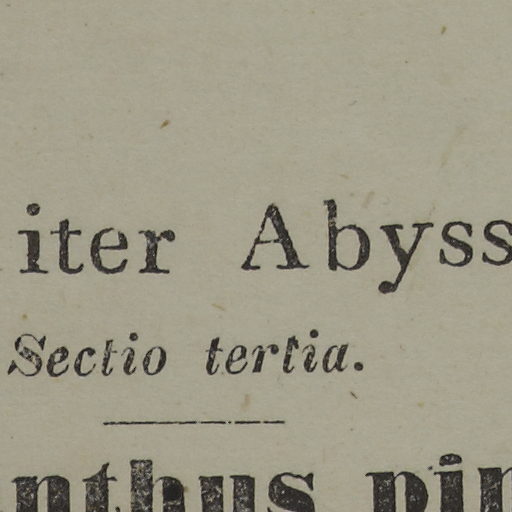 iter Abyss
Sectio tertia.
nthus pin